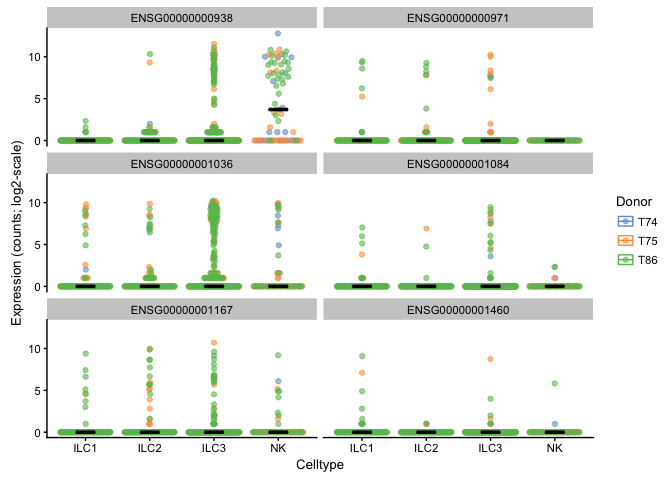 ENSG00000000938 ENSG00000000971
10
5
0
ENSG00000001036 ENSG00000001084
10
5
0
ENSG00000001167 ENSG00000001460
10
5
0
ILC1 ILC2 ILC3 NK ILC1 ILC2 ILC3 NK
Celltype
Expression (counts; log2-scale)
Donor
T74
T75
T86